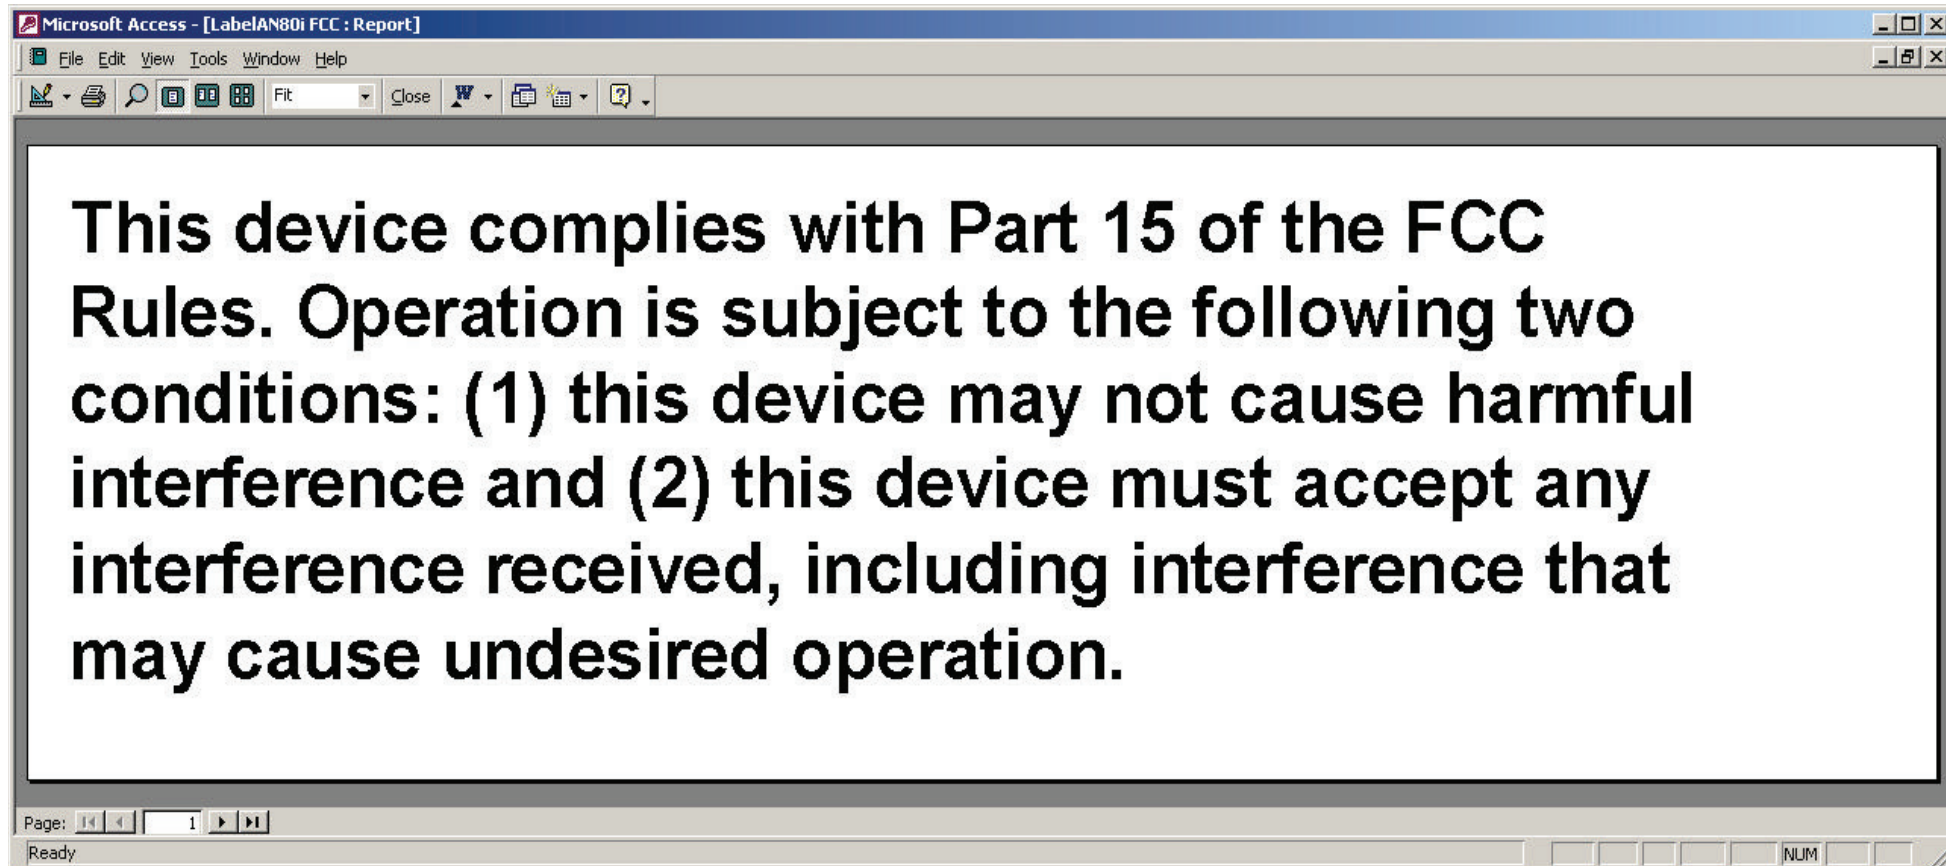 Microsoft Access - [LabelAN80i FCC : Report]
File Edit View Tools Window Help
Fit Close
This device complies with Part 15 of the FCC
Rules. Operation is subject to the following two
conditions: (1) this device may not cause harmful
interference and (2) this device must accept any
interference received, including interference that
may cause undesired operation.
Page: 1
Ready NUM